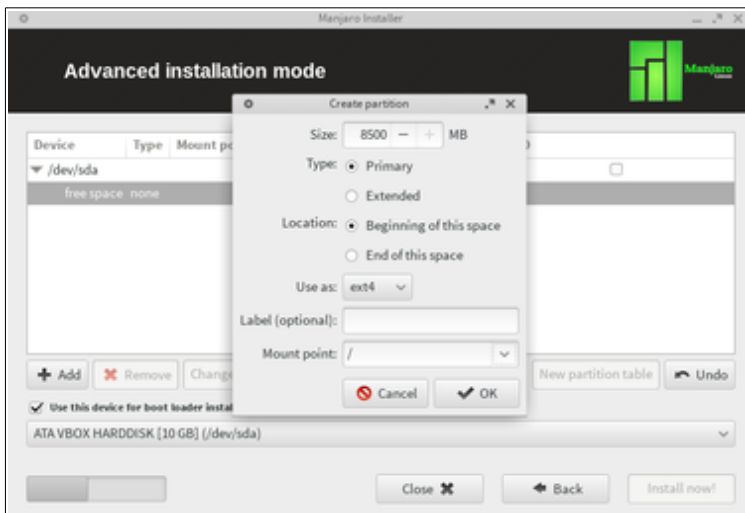 Manjaro Installer
Advanced installation mode
Manjaro
Create partition
Size: 8500 MB
Device Type Mount po
Type: Primary
/dev/sda
Extended
free space none
Location: Beginning of this space
End of this space
Use as: ext4
Label (optional):
Mount point: /
Add Remove Change New partition table Undo
Cancel OK
Use this device for boot loader instal
ATA VBOX HARDDISK [10 GB] (/dev/sda)
Close Back Install now!